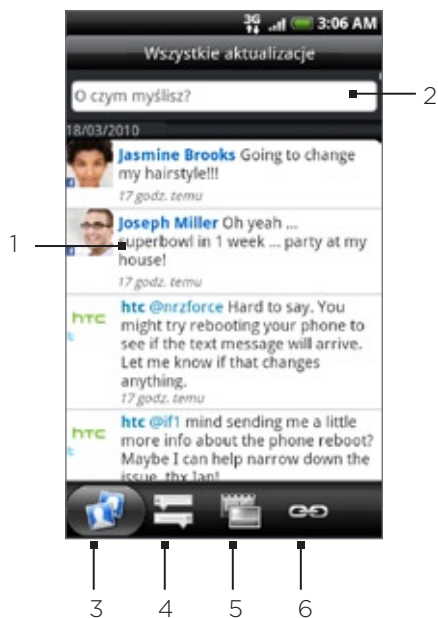 3G 3:06 AM
Wszystkie aktualizacje
O czym myślisz?
2
18/03/2010
Jasmine Brooks Going to change
my hairstyle!!!
17 godz. temu
1
Joseph Miller Oh yeah ...
superbowl in 1 week ... party at my
house!
17 godz. temu
htc
htc @nrzforce Hard to say. You
might try rebooting your phone to
see if the text message will arrive.
Let me know if that changes
anything.
17 godz. temu
htc
htc @if1 mind sending me a little
more info about the phone reboot?
Maybe I can help narrow down the
issue. thx Ian!
3 4 5 6